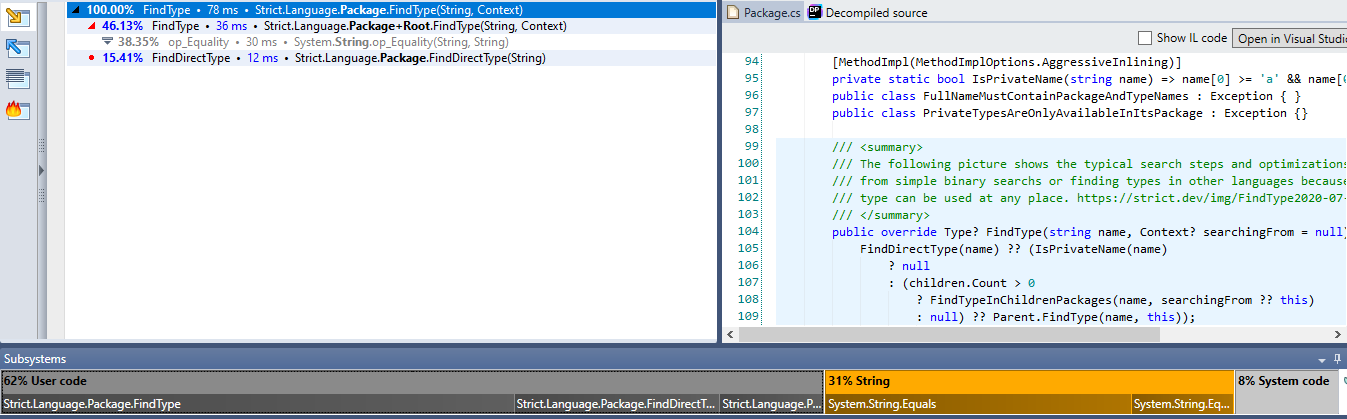 100.00% FindType • 78 ms • Strict.Language.Package.FindType(String, Context)
46.13% FindType • 36 ms • Strict.Language.Package+Root.FindType(String, Context)
38.35% op_Equality • 30 ms • System.String.op_Equality(String, String)
15.41% FindDirectType • 12 ms • Strict.Language.Package.FindDirectType(String)
Package.cs DP Decompiled source
Show IL code Open in Visual Studio
94 [MethodImpl(MethodImplOptions.AggressiveInlining)]
95 private static bool IsPrivateName(string name) => name[0] >= 'a' && name[0
96 public class FullNameMustContainPackageAndTypeNames : Exception { }
97 public class PrivateTypesAreOnlyAvailableInItsPackage : Exception {}
98
99 /// <summary>
100 /// The following picture shows the typical search steps and optimizations
101 /// from simple binary searchs or finding types in other languages because
102 /// type can be used at any place. https://strict.dev/img/FindType2020-07-
103 /// </summary>
104 public override Type? FindType(string name, Context? searchingFrom = null)
105 FindDirectType(name) ?? (IsPrivateName(name)
106 ? null
107 : (children.Count > 0
108 ? FindTypeInChildrenPackages(name, searchingFrom ?? this)
109 : null) ?? Parent.FindType(name, this));
Subsystems
62% User code 31% String 8% System code
Strict.Language.Package.FindType Strict.Language.Package.FindDirectT... Strict.Language.P... System.String.Equals System.String.Eq...